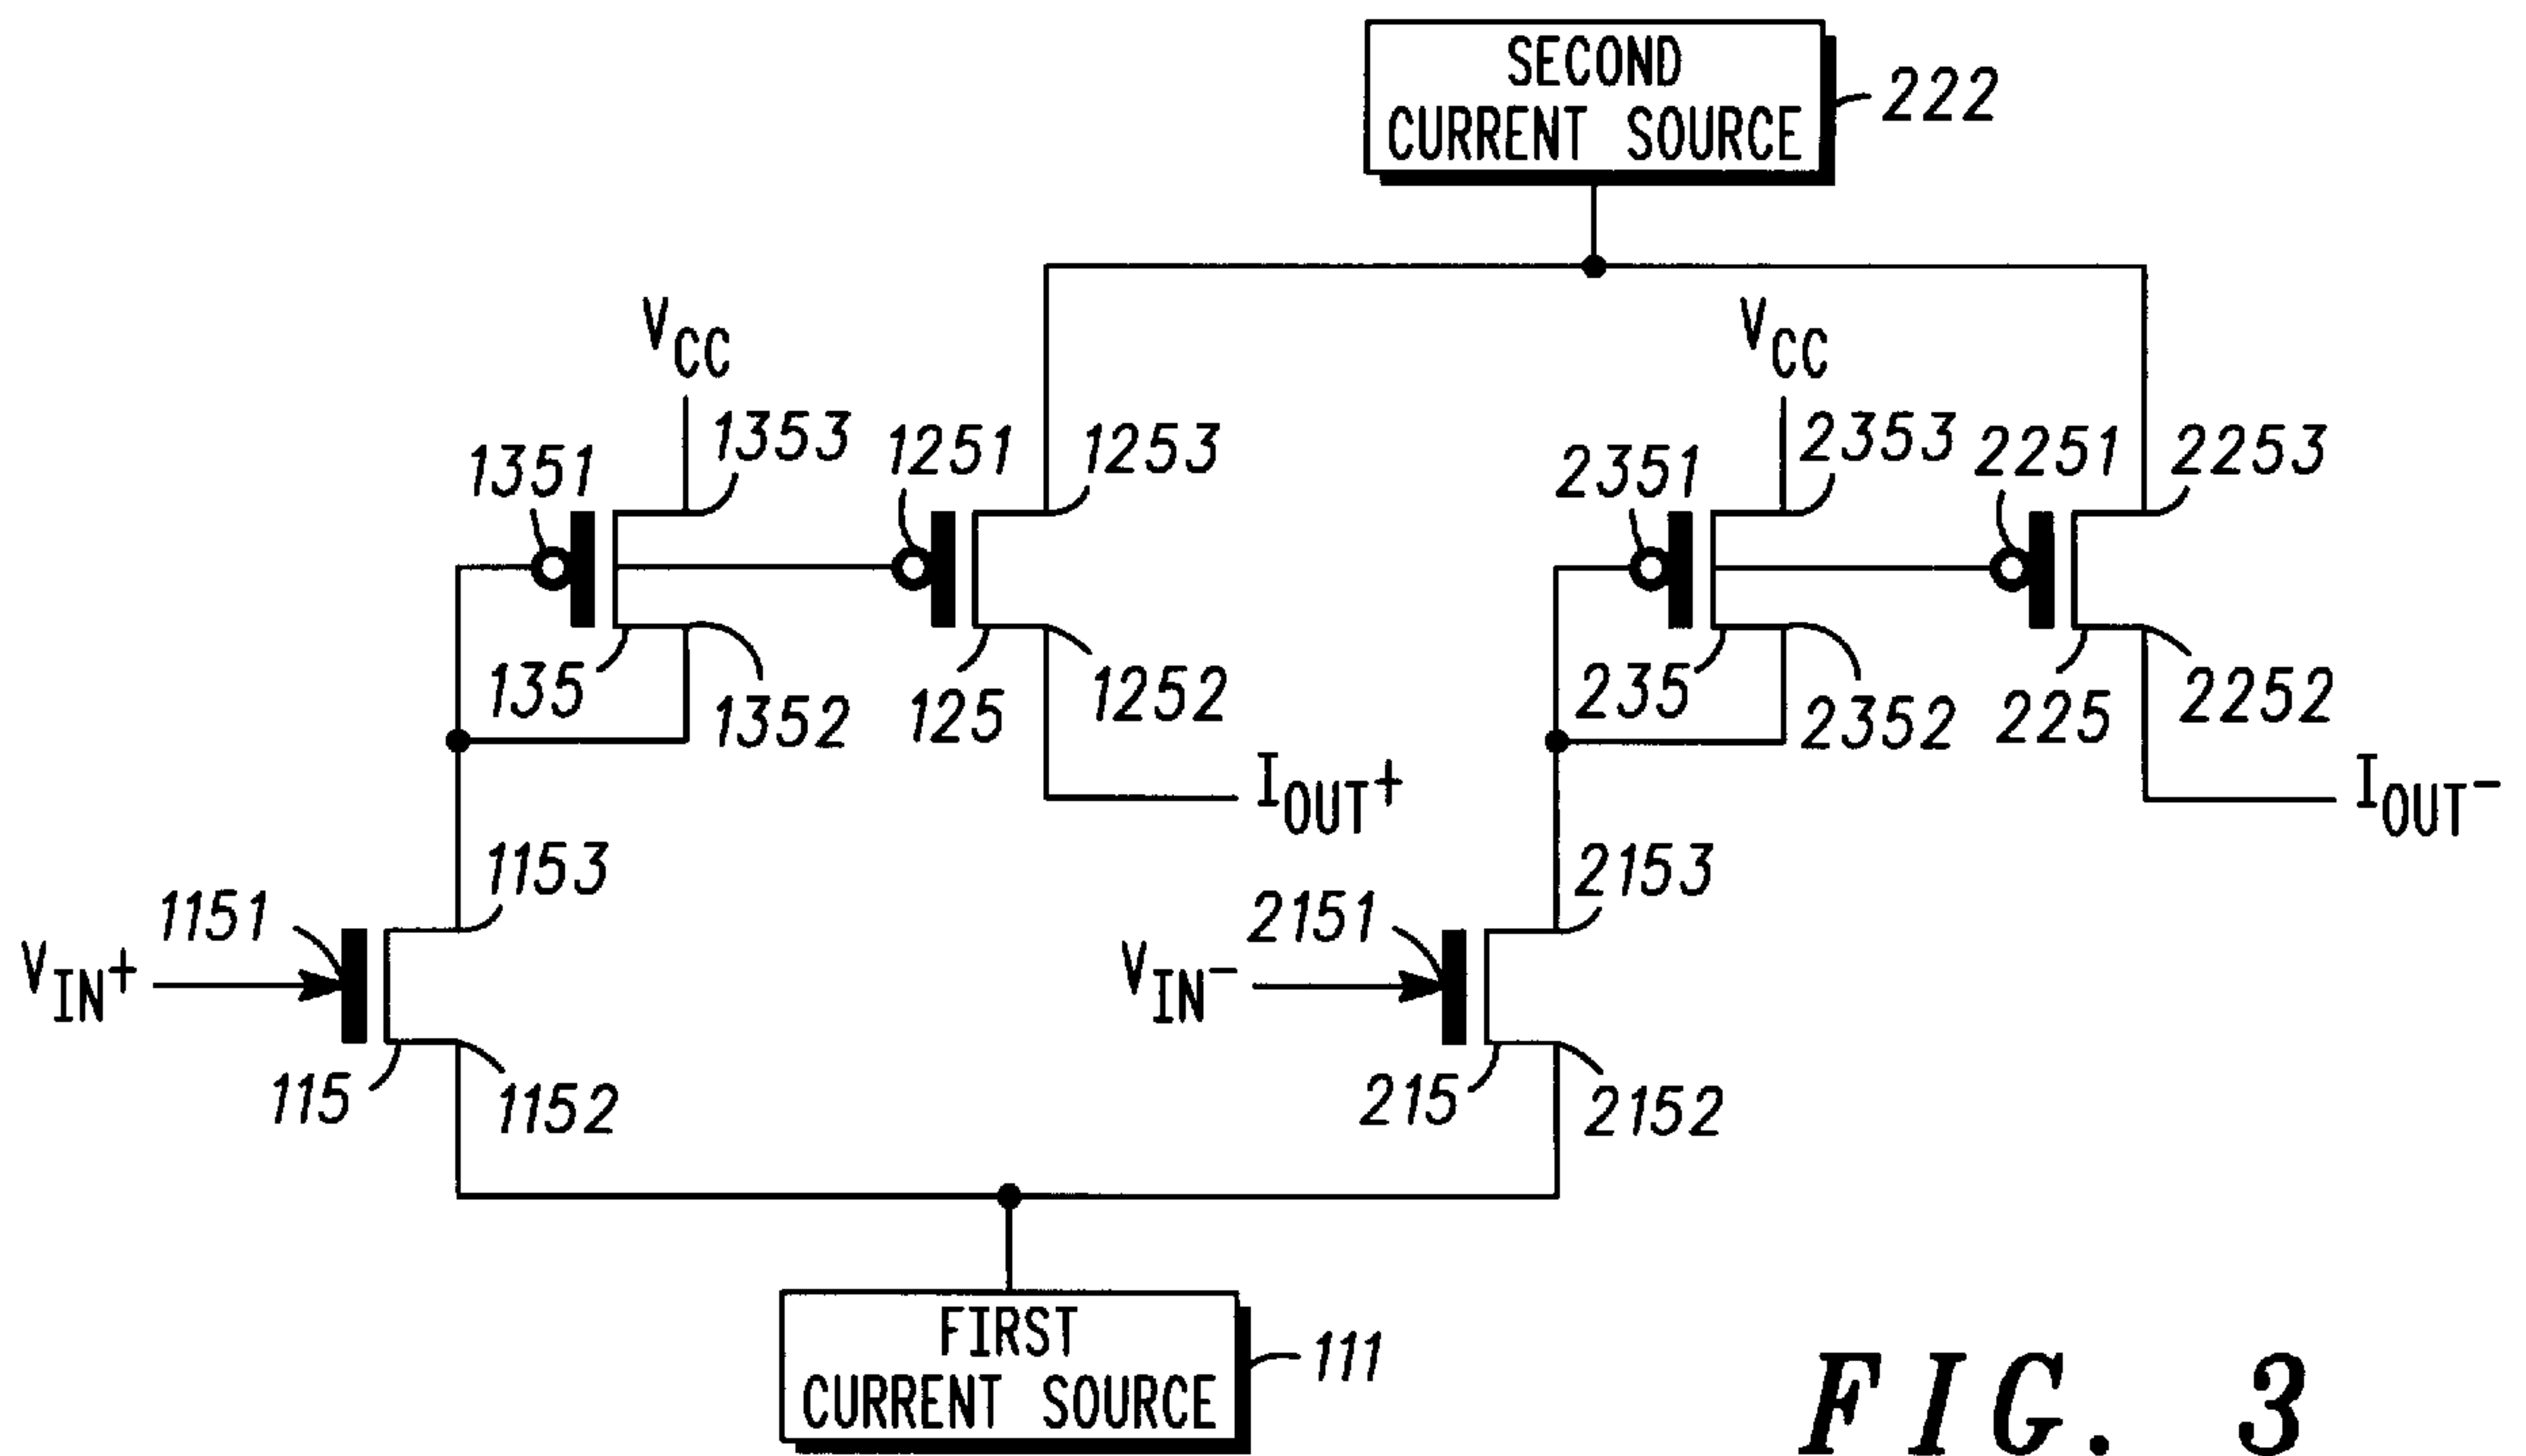 SECOND
CURRENT SOURCE
222
VCC
VCC
1351
1353
1251
1253
2351
2353
2251
2253
135
1352
125
1252
235
2352
225
2252
IOUT+
IOUT-
1153
2153
1151
2151
VIN+
VIN-
115
1152
215
2152
FIRST
CURRENT SOURCE
111
FIG. 3